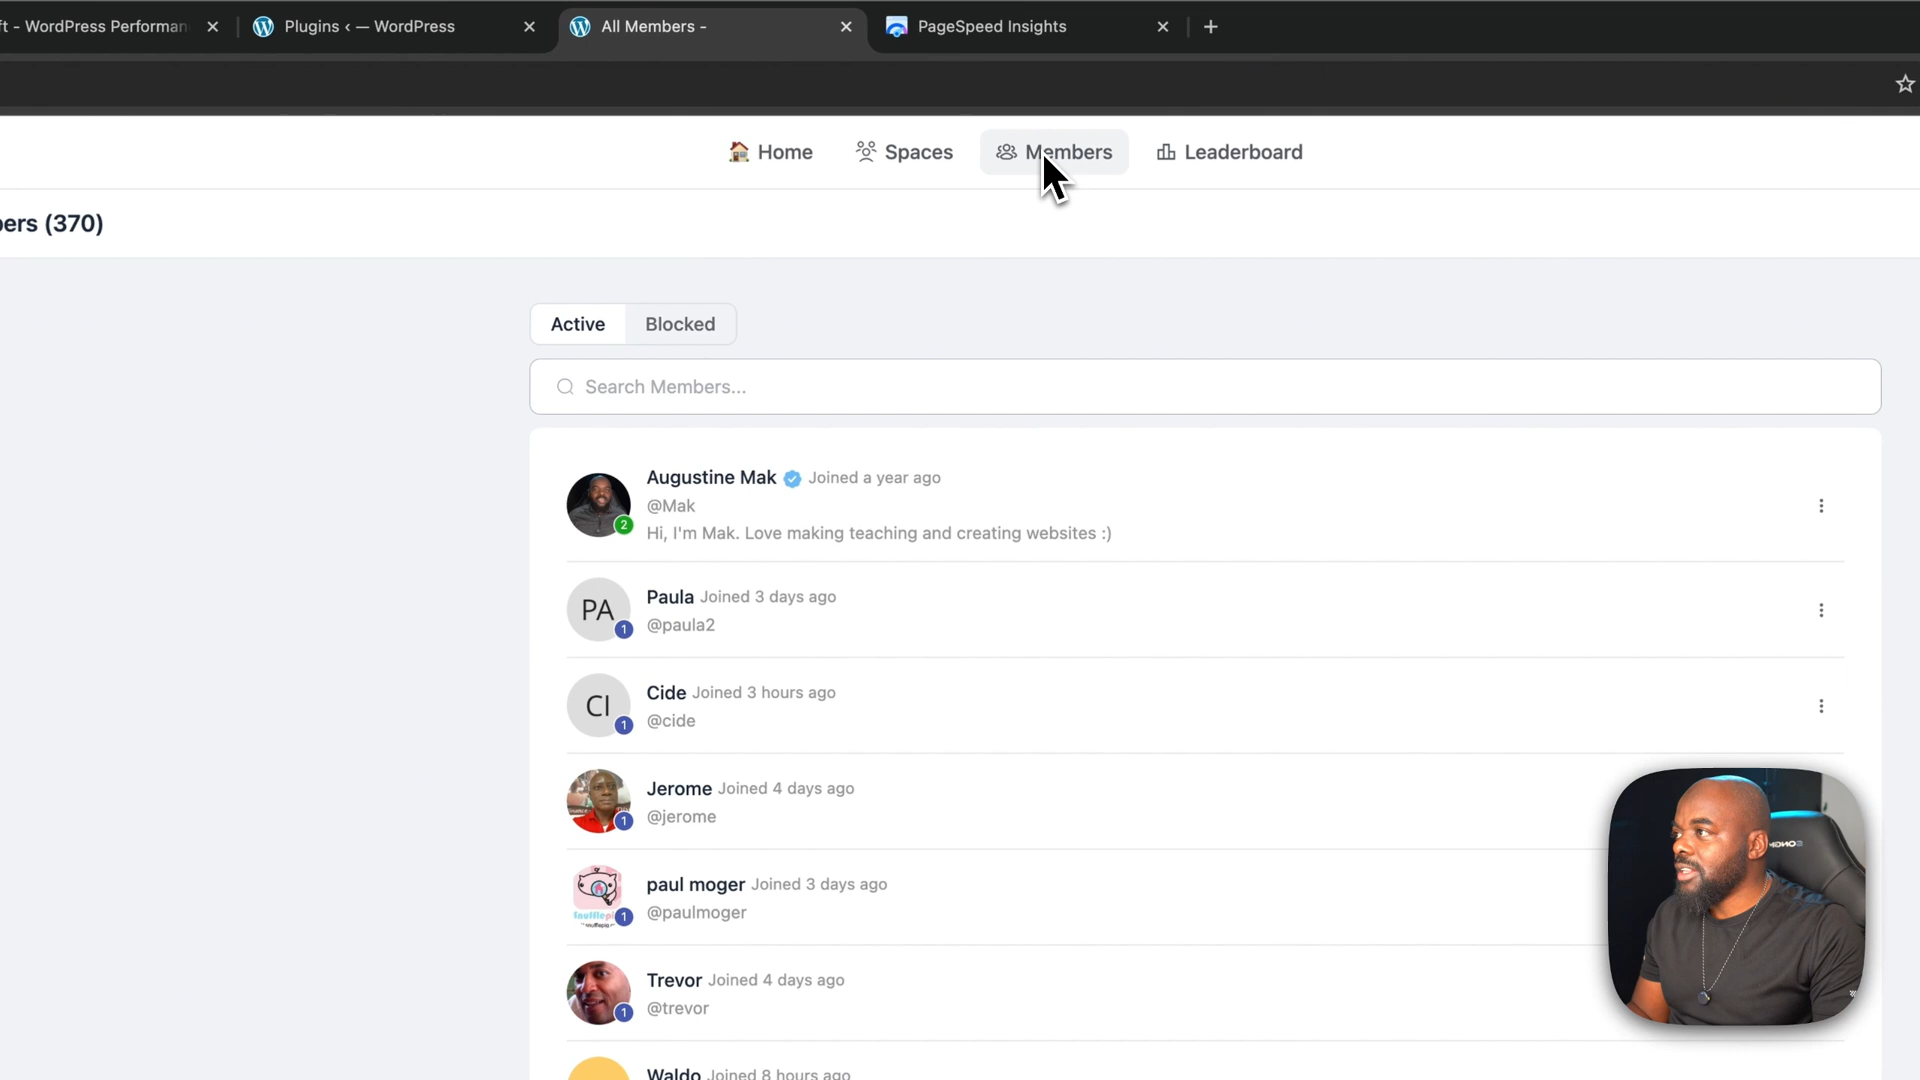 ft - WordPress Performan
Plugins ‹ — WordPress
All Members -
PageSpeed Insights
Home
Spaces
Members
Leaderboard
bers (370)
Active
Blocked
Search Members...
Augustine Mak Joined a year ago
@Mak
Hi, I'm Mak. Love making teaching and creating websites :)
2
PA
1
Paula Joined 3 days ago
@paula2
CI
1
Cide Joined 3 hours ago
@cide
1
Jerome Joined 4 days ago
@jerome
1
paul moger Joined 3 days ago
@paulmoger
1
Trevor Joined 4 days ago
@trevor
Waldo Joined 8 hours ago